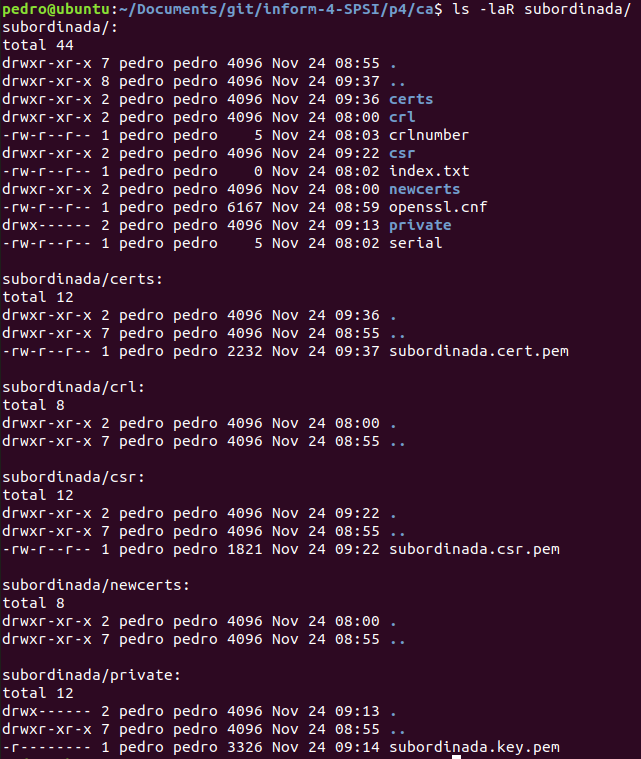 pedro@ubuntu:~/Documents/git/inform-4-SPSI/p4/ca$ ls -laR subordinada/
subordinada/:
total 44
drwxr-xr-x 7 pedro pedro 4096 Nov 24 08:55 .
drwxr-xr-x 8 pedro pedro 4096 Nov 24 09:37 ..
drwxr-xr-x 2 pedro pedro 4096 Nov 24 09:36 certs
drwxr-xr-x 2 pedro pedro 4096 Nov 24 08:00 crl
-rw-r--r-- 1 pedro pedro    5 Nov 24 08:03 crlnumber
drwxr-xr-x 2 pedro pedro 4096 Nov 24 09:22 csr
-rw-r--r-- 1 pedro pedro    0 Nov 24 08:02 index.txt
drwxr-xr-x 2 pedro pedro 4096 Nov 24 08:00 newcerts
-rw-r--r-- 1 pedro pedro 6167 Nov 24 08:59 openssl.cnf
drwx------ 2 pedro pedro 4096 Nov 24 09:13 private
-rw-r--r-- 1 pedro pedro    5 Nov 24 08:02 serial

subordinada/certs:
total 12
drwxr-xr-x 2 pedro pedro 4096 Nov 24 09:36 .
drwxr-xr-x 7 pedro pedro 4096 Nov 24 08:55 ..
-rw-r--r-- 1 pedro pedro 2232 Nov 24 09:37 subordinada.cert.pem

subordinada/crl:
total 8
drwxr-xr-x 2 pedro pedro 4096 Nov 24 08:00 .
drwxr-xr-x 7 pedro pedro 4096 Nov 24 08:55 ..

subordinada/csr:
total 12
drwxr-xr-x 2 pedro pedro 4096 Nov 24 09:22 .
drwxr-xr-x 7 pedro pedro 4096 Nov 24 08:55 ..
-rw-r--r-- 1 pedro pedro 1821 Nov 24 09:22 subordinada.csr.pem

subordinada/newcerts:
total 8
drwxr-xr-x 2 pedro pedro 4096 Nov 24 08:00 .
drwxr-xr-x 7 pedro pedro 4096 Nov 24 08:55 ..

subordinada/private:
total 12
drwx------ 2 pedro pedro 4096 Nov 24 09:13 .
drwxr-xr-x 7 pedro pedro 4096 Nov 24 08:55 ..
-r-------- 1 pedro pedro 3326 Nov 24 09:14 subordinada.key.pem